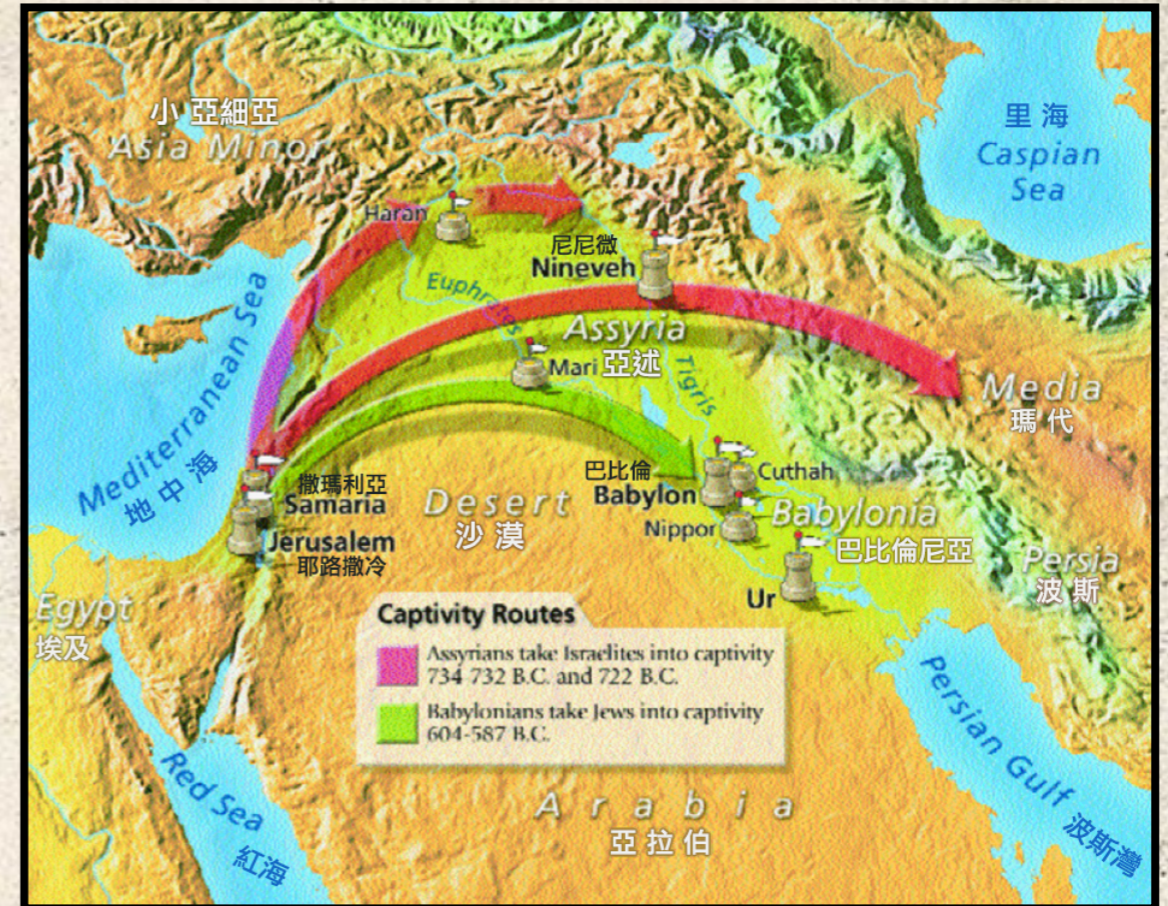 小 亞細亞
Asia Minor
里 海
Caspian
Sea
Haran
尼尼微
Nineveh
Euphrates
Assyria
亞述
Mari
Tigris
Mediterranean Sea
地 中 海
Media
瑪 代
撒瑪利亞
Samaria
Desert
沙 漠
巴比倫
Babylon
Cuthah
Nippor
Babylonia
巴比倫尼亞
Jerusalem
耶路撒冷
Persia
波 斯
Egypt
埃及
Ur
Captivity Routes
Assyrians take Israelites into captivity
734-732 B.C. and 722 B.C.
Babylonians take Jews into captivity
604-587 B.C.
Persian Gulf
波斯灣
Red Sea
紅海
Arabia
亞 拉 伯